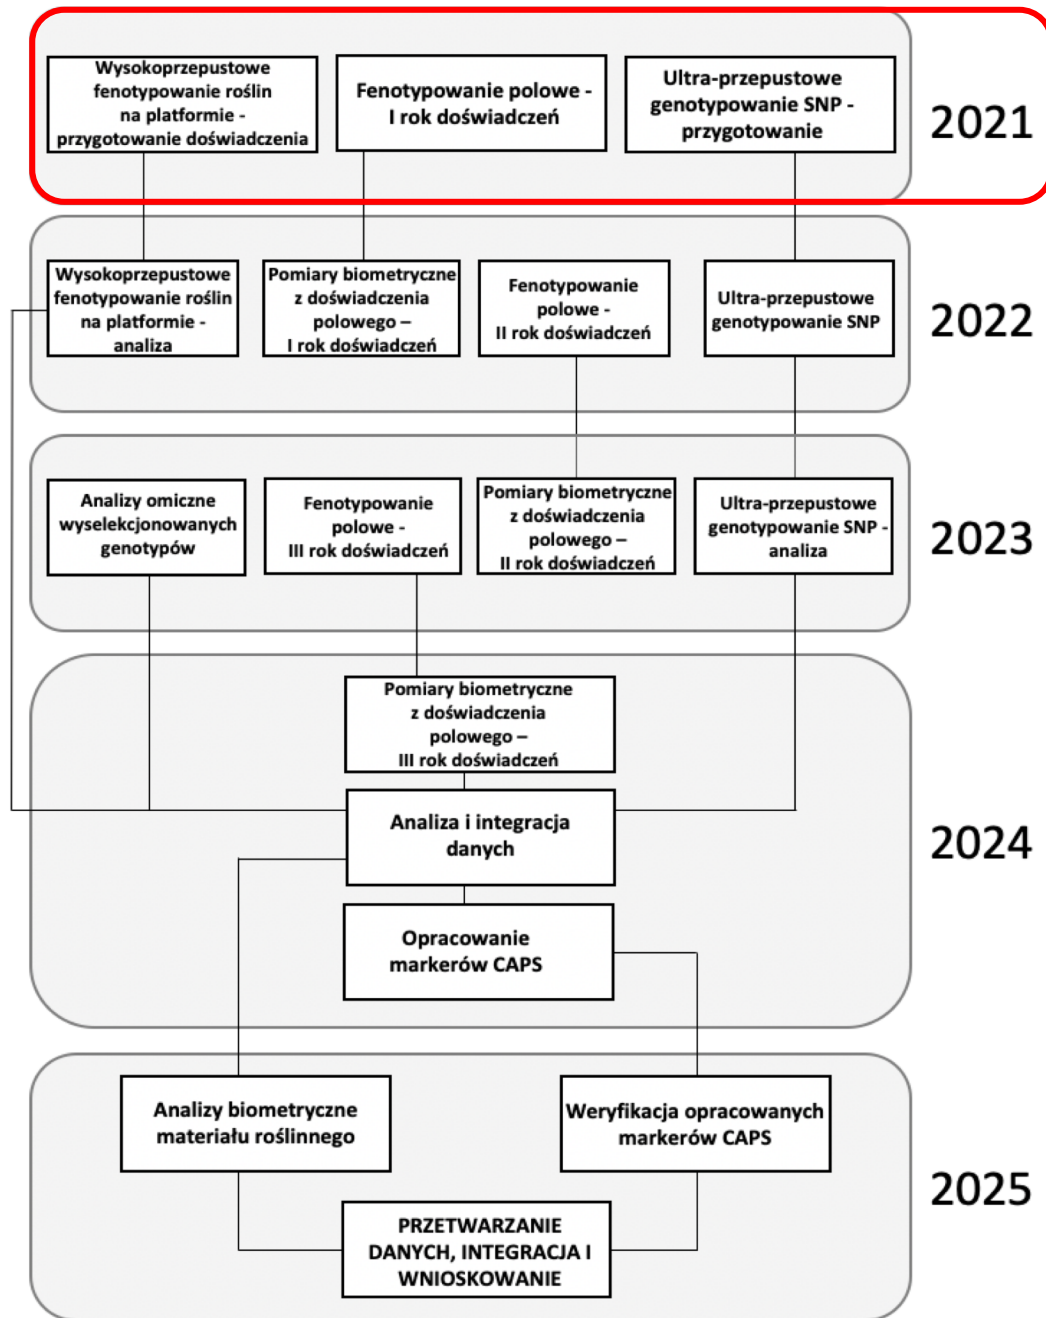 Wysokoprzepustowe
fenotypowanie roślin
na platformie -
przygotowanie doświadczenia
Fenotypowanie polowe -
I rok doświadczeń
Ultra-przepustowe
genotypowanie SNP -
przygotowanie
2021
Wysokoprzepustowe
fenotypowanie roślin
na platformie -
analiza
Pomiary biometryczne
z doświadczenia
polowego –
I rok doświadczeń
Fenotypowanie
polowe -
II rok doświadczeń
Ultra-przepustowe
genotypowanie SNP
2022
Analizy omiczne
wyselekcjonowanych
genotypów
Fenotypowanie
polowe -
III rok doświadczeń
Pomiary biometryczne
z doświadczenia
polowego –
II rok doświadczeń
Ultra-przepustowe
genotypowanie SNP -
analiza
2023
Pomiary biometryczne
z doświadczenia
polowego –
III rok doświadczeń
Analiza i integracja
danych
Opracowanie
markerów CAPS
2024
Analizy biometryczne
materiału roślinnego
Weryfikacja opracowanych
markerów CAPS
PRZETWARZANIE
DANYCH, INTEGRACJA I
WNIOSKOWANIE
2025